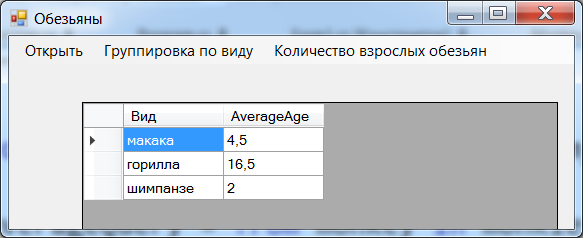 Обезьяны
Открыть Группировка по виду Количество взрослых обезьян
Вид AverageAge
макака 4,5
горилла 16,5
шимпанзе 2